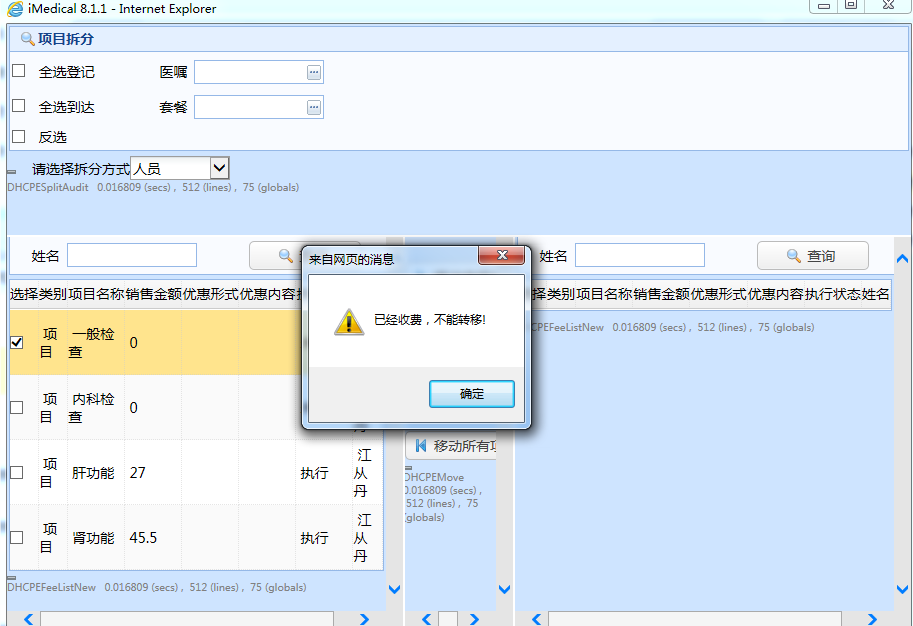 iMedical 8.1.1 - Internet Explorer
项目拆分
全选登记 医嘱
全选到达 套餐
反选
请选择拆分方式 人员
DHCPESplitAudit 0.016809 (secs) , 512 (lines) , 75 (globals)
姓名
姓名 查询
来自网页的消息
已经收费，不能转移!
确定
选择 类别 项目名称 销售金额 优惠形式 优惠内容
项目 一般检查 0
项目 内科检查 0
项目 肝功能 27 执行 江从丹
项目 肾功能 45.5 执行 江从丹
DHCPEFeeListNew 0.016809 (secs) , 512 (lines) , 75 (globals)
移动所有项
DHCPEMove
0.016809 (secs) ,
512 (lines) , 75
(globals)
择 类别 项目名称 销售金额 优惠形式 优惠内容 执行状态 姓名
CPEFeeListNew 0.016809 (secs) , 512 (lines) , 75 (globals)